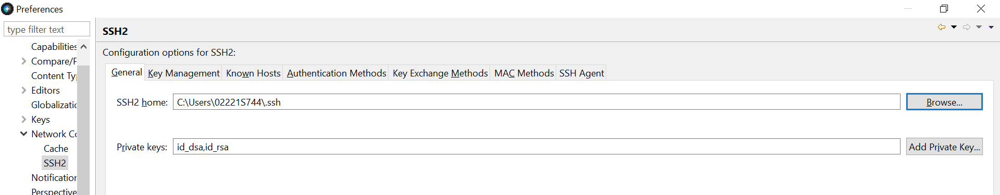 Preferences
type filter text
Capabilities
Compare/F
Content Ty
Editors
Globalizatic
Keys
Network Co
Cache
SSH2
Notification
Perspective
SSH2
Configuration options for SSH2:
General Key Management Known Hosts Authentication Methods Key Exchange Methods MAC Methods SSH Agent
SSH2 home: C:\Users\02221S744\.ssh Browse...
Private keys: id_dsa,id_rsa Add Private Key...